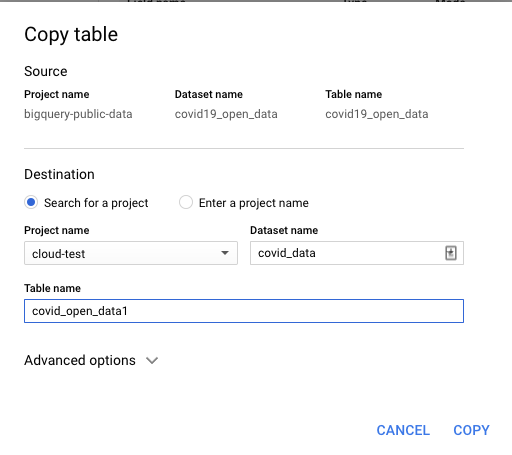 Copy table
Source
Project name Dataset name Table name
bigquery-public-data covid19_open_data covid19_open_data
Destination
Search for a project Enter a project name
Project name Dataset name
cloud-test covid_data
Table name
covid_open_data1
Advanced options
CANCEL COPY